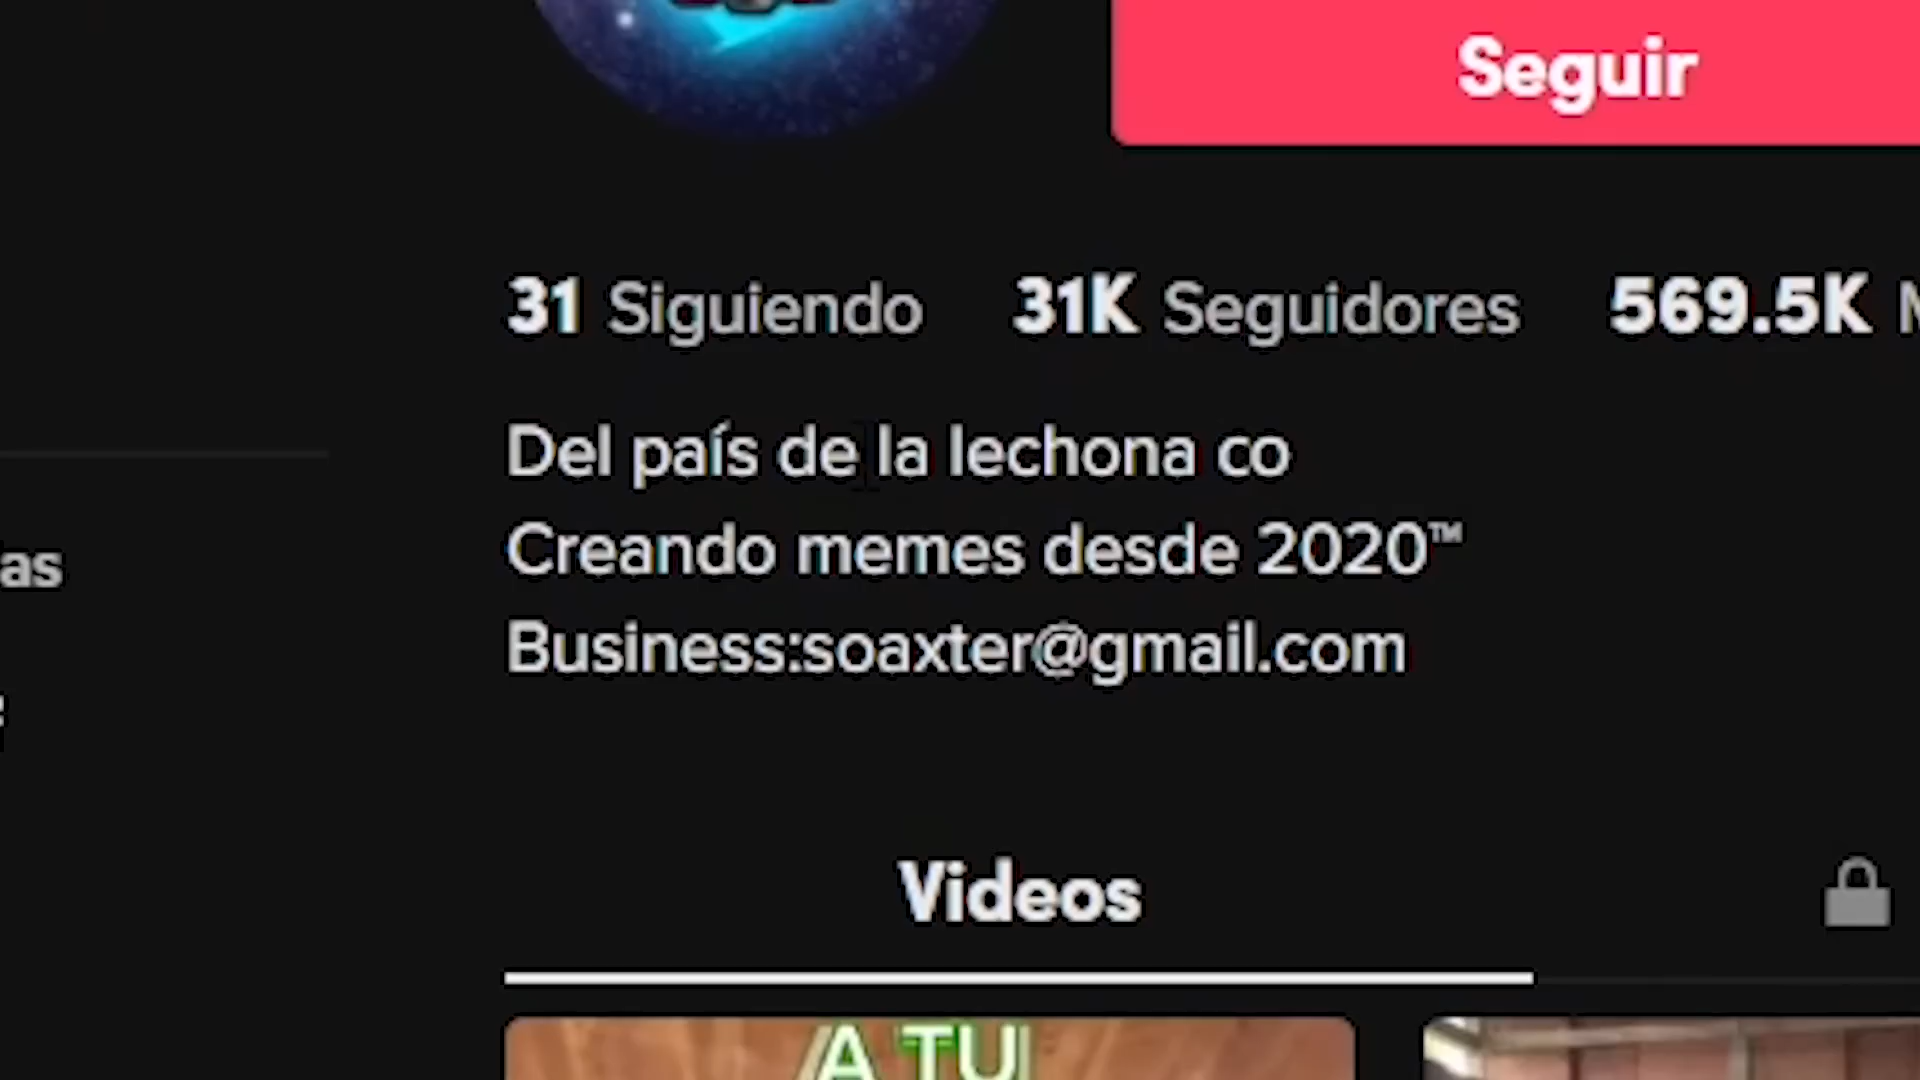 Seguir
31 Siguiendo 31K Seguidores 569.5K
Del país de la lechona co
Creando memes desde 2020™
Business:soaxter@gmail.com
as
Videos
A TU